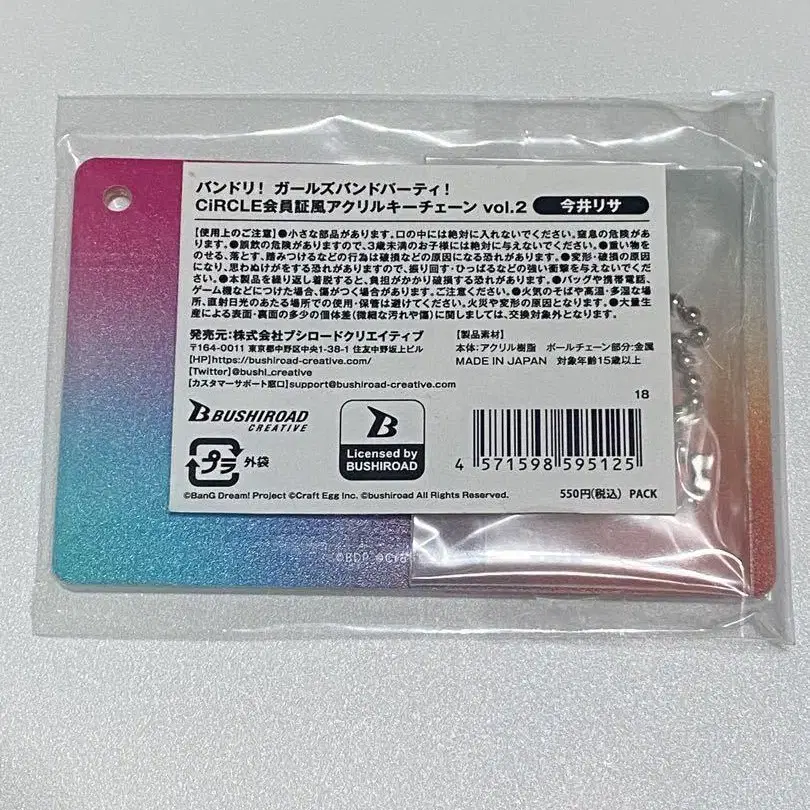 バンドリ！ ガールズバンドパーティ！
CiRCLE会員証風アクリルキーチェーン vol.2 今井リサ
【使用上のご注意】●小さな部品があります。口の中には絶対に入れないでください。窒息の危険があ
ります。●誤飲の危険がありますので、3歳未満のお子様には絶対に与えないでください。●重い物を
のせる、落とす、踏みつけるなどの行為は破損などの原因になる恐れがあります。●変形・破損の原因
になり、思わぬけがをする恐れがありますので、振り回す・ひっぱるなどの強い衝撃を与えないでくだ
さい。●本製品を繰り返し着脱すると、負担がかかり破損する恐れがあります。●バッグや携帯電話、
ゲーム機などにつけた場合、傷がつく場合があります。ご注意ください。●火気のそばや高温・多湿な場
所、直射日光のあたる場所での使用・保管は避けてください。火災や変形の原因となります。●大量生
産による表面・裏面の多少の個体差(微細な汚れや傷)に関しましては、交換対象外となります。
発売元：株式会社ブシロードクリエイティブ
〒164-0011 東京都中野区中央1-38-1 住友中野坂上ビル
[HP]https://bushiroad-creative.com/
[Twitter]@bushi_creative
[カスタマーサポート窓口]support@bushiroad-creative.com
【製品素材】
本体：アクリル樹脂 ボールチェーン部分：金属
MADE IN JAPAN 対象年齢15歳以上
18
BUSHIROAD
CREATIVE
B
Licensed by
BUSHIROAD
プラ 外袋
4 571598 595125
©BanG Dream! Project ©Craft Egg Inc. ©bushiroad All Rights Reserved.
550円(税込) PACK
©BDP ©Cra